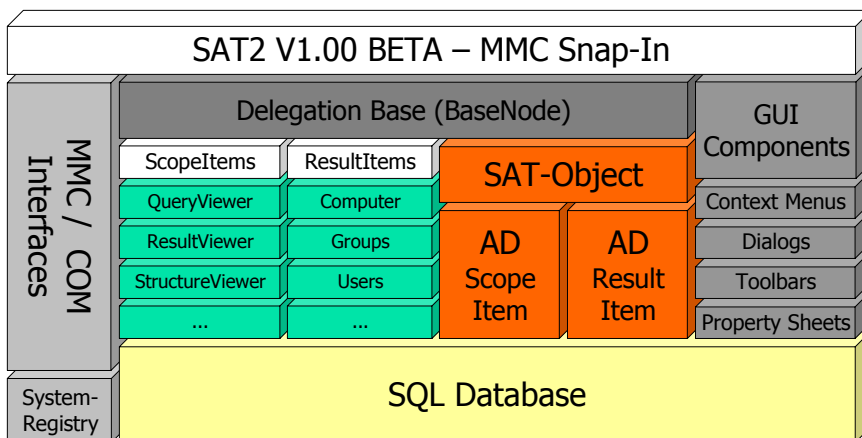 SAT2 V1.00 BETA – MMC Snap-In
MMC / COM
Interfaces
Delegation Base (BaseNode)
GUI
Components
ScopeItems
ResultItems
SAT-Object
QueryViewer
Computer
Context Menus
ResultViewer
Groups
AD
Scope
Item
AD
Result
Item
Dialogs
StructureViewer
Users
Toolbars
...
...
Property Sheets
System-
Registry
SQL Database